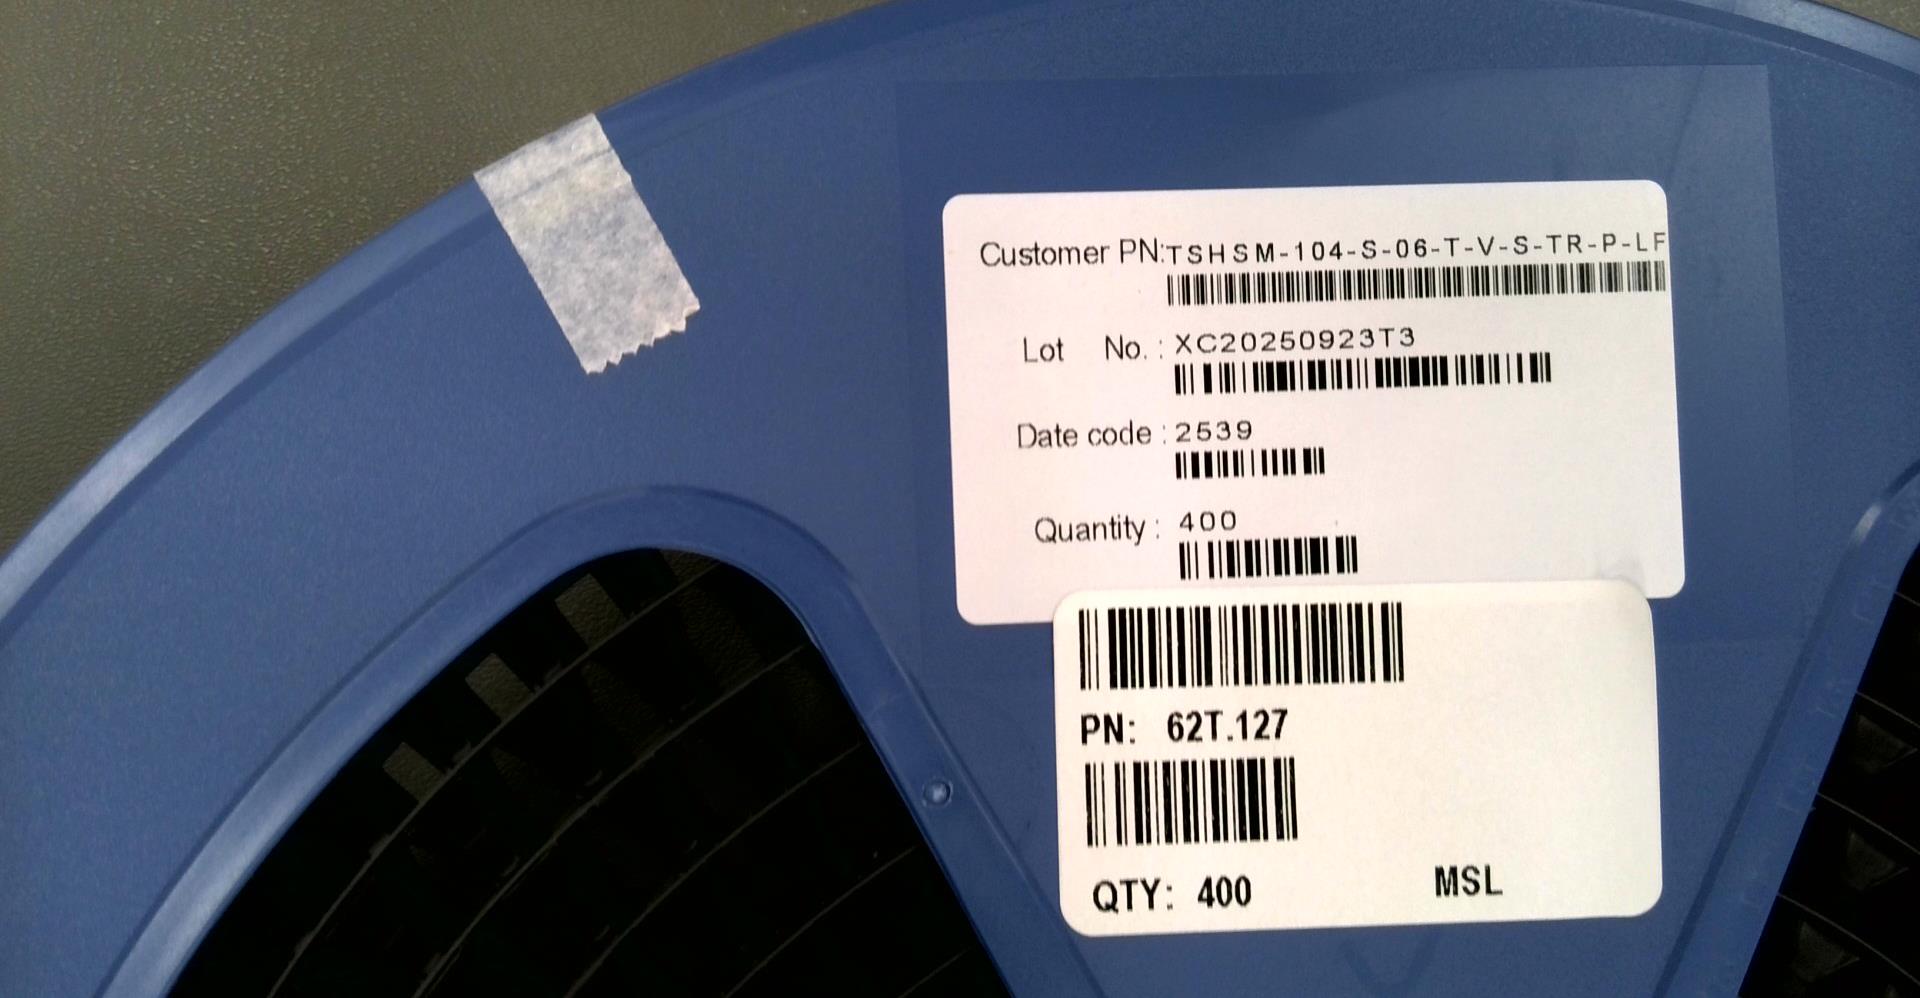 Customer PN:TSHSM-104-S-06-T-V-S-TR-P-LF
Lot No. : XC20250923T3
Date code : 2539
Quantity : 400
PN: 62T.127
QTY: 400 MSL